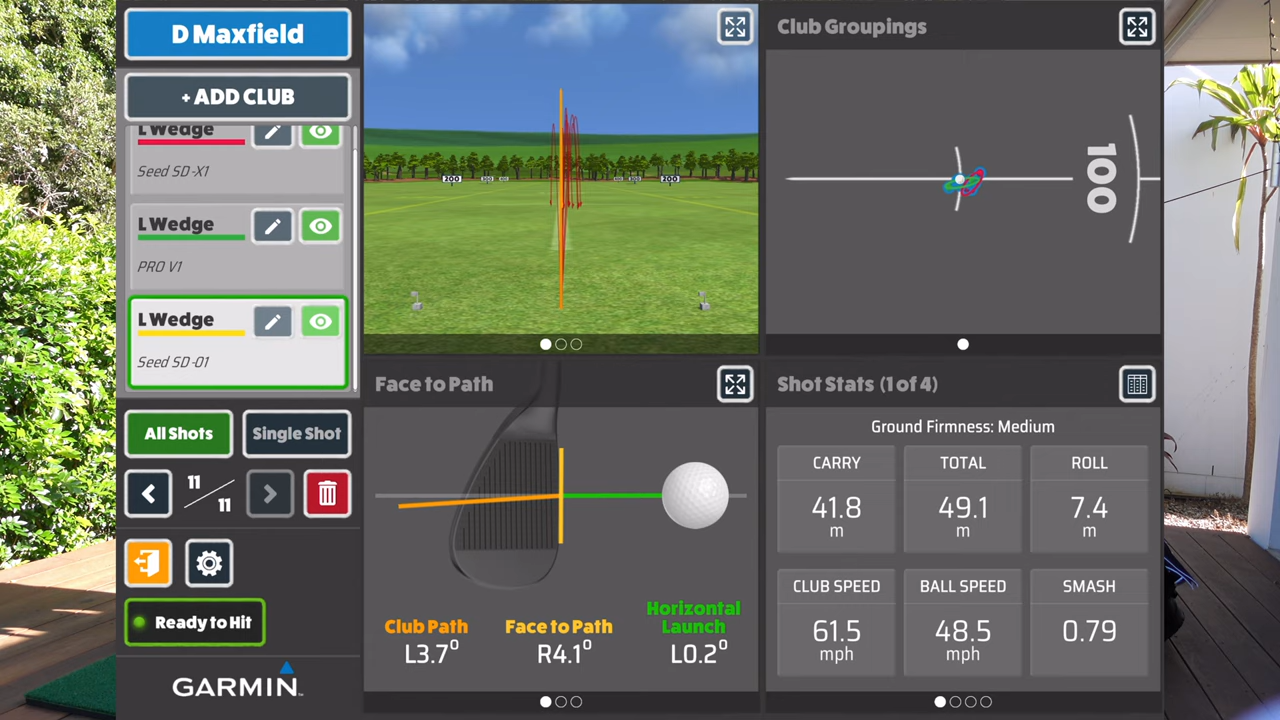 D Maxfield
+ ADD CLUB
L Wedge
Seed SD-X1
L Wedge
PRO V1
L Wedge
Seed SD-01
All Shots
Single Shot
11
11
Ready to Hit
GARMIN
200
200
Club Groupings
100
Face to Path
Club Path
L3.7°
Face to Path
R4.1°
Horizontal
Launch
L0.2°
Shot Stats (1 of 4)
Ground Firmness: Medium
CARRY
TOTAL
ROLL
41.8
49.1
7.4
m
m
m
CLUB SPEED
BALL SPEED
SMASH
61.5
48.5
0.79
mph
mph